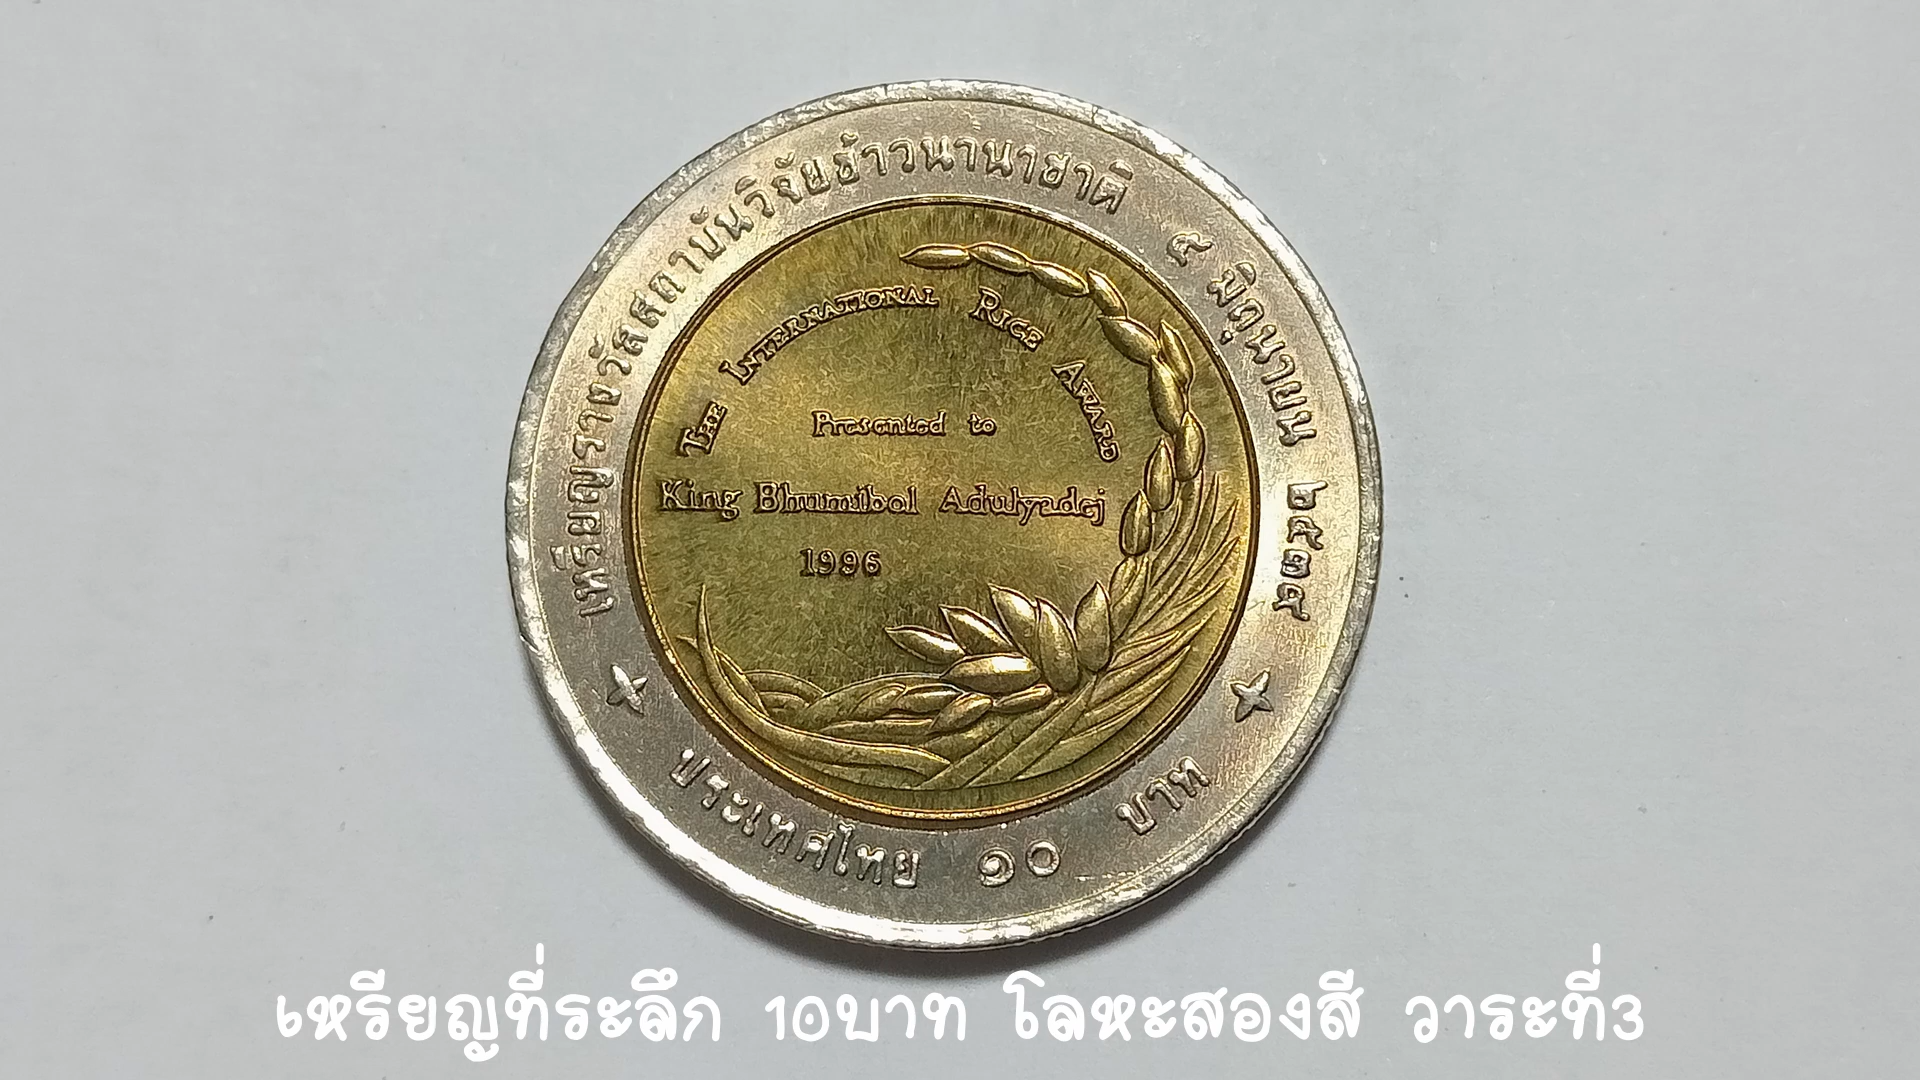 เหรียญรางวัลสถาบันวิจัยข้าวนานาชาติ ๕ มิถุนายน ๒๕๓๙
THE INTERNATIONAL RICE AWARD
Presented to
King Bhumibol Adulyadej
1996
ประเทศไทย ๑๐ บาท
เหรียญที่ระลึก 10บาท โลหะสองสี วาระที่3